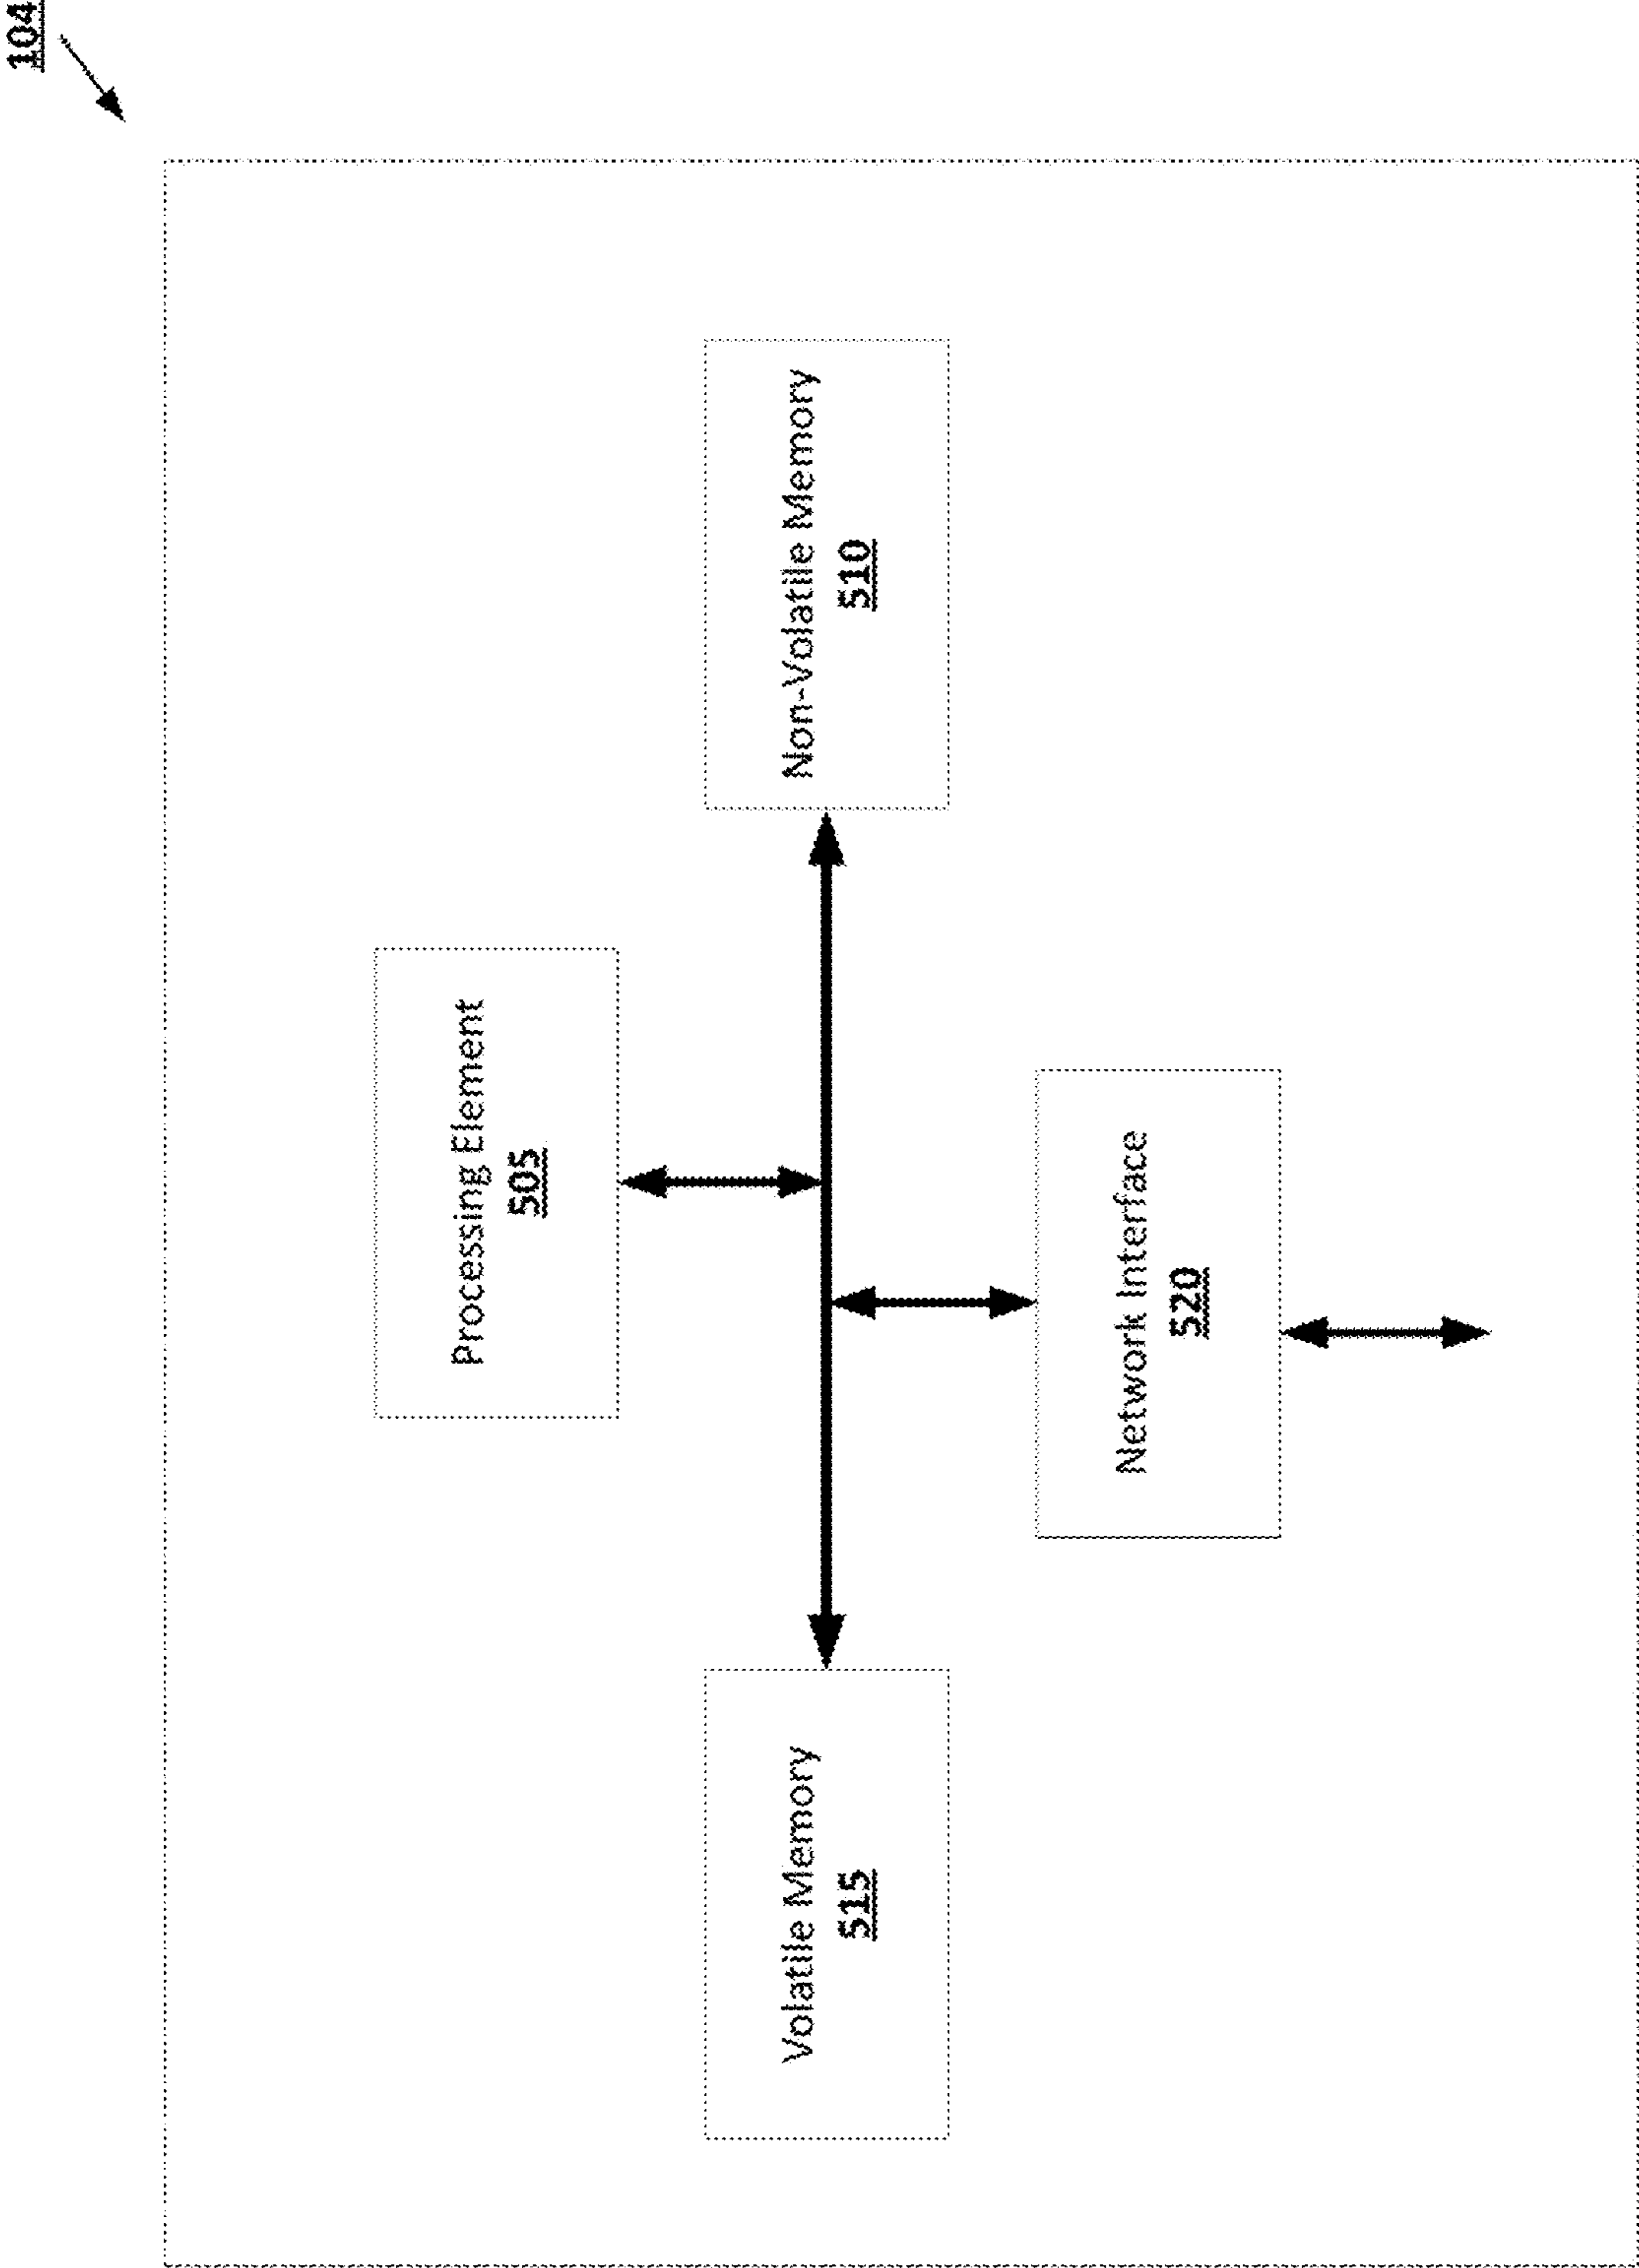 104
Processing Element
505
Volatile Memory
515
Non-Volatile Memory
510
Network Interface
520